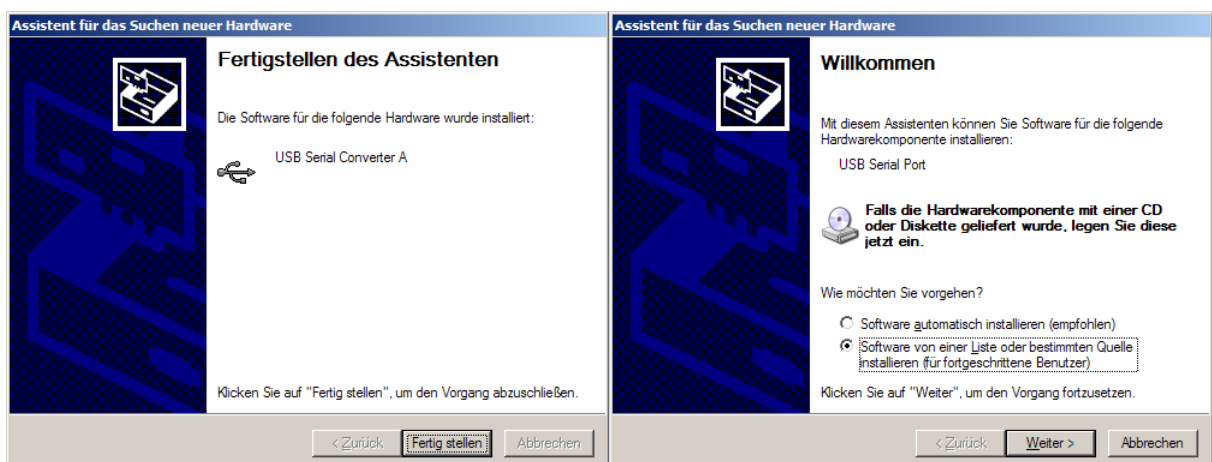 Assistent für das Suchen neuer Hardware
Fertigstellen des Assistenten
Die Software für die folgende Hardware wurde installiert:
USB Serial Converter A
Klicken Sie auf "Fertig stellen", um den Vorgang abzuschließen.
< Zurück
Fertig stellen
Abbrechen
Assistent für das Suchen neuer Hardware
Willkommen
Mit diesem Assistenten können Sie Software für die folgende
Hardwarekomponente installieren:
USB Serial Port
Falls die Hardwarekomponente mit einer CD
oder Diskette geliefert wurde, legen Sie diese
jetzt ein.
Wie möchten Sie vorgehen?
Software automatisch installieren (empfohlen)
Software von einer Liste oder bestimmten Quelle
installieren (für fortgeschrittene Benutzer)
Klicken Sie auf "Weiter", um den Vorgang fortzusetzen.
< Zurück
Weiter >
Abbrechen